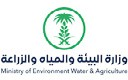 وزارة البيئة والمياه والزراعة
Ministry of Environment Water & Agriculture